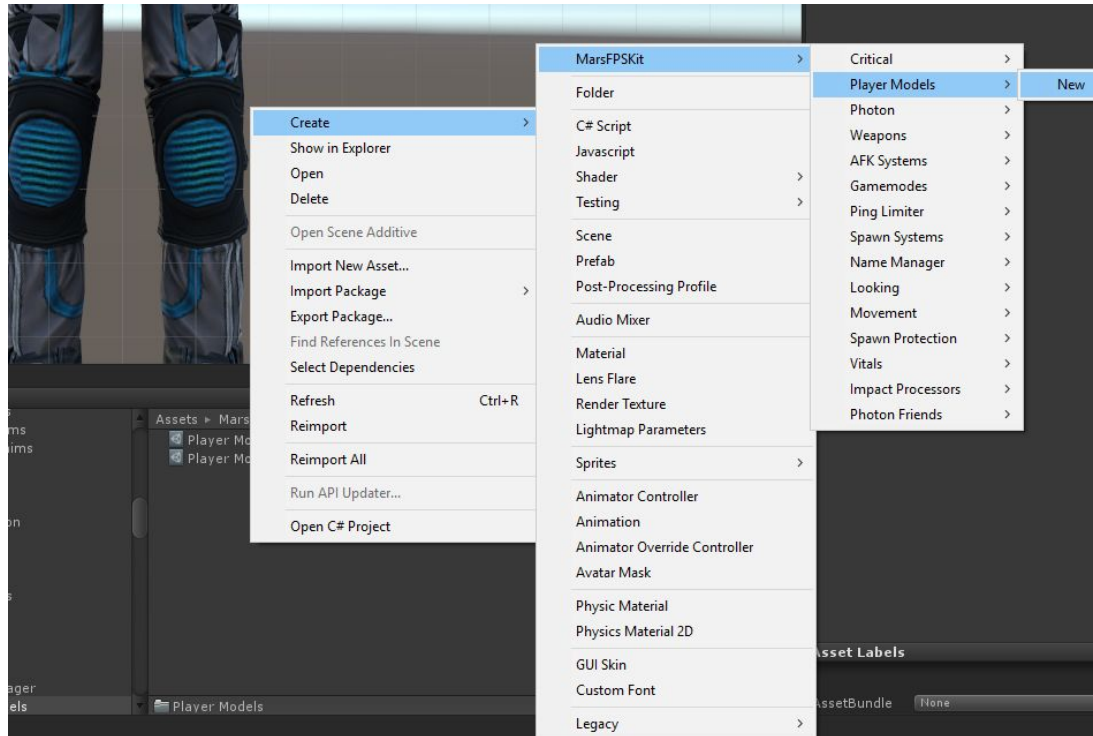 Create
Show in Explorer
Open
Delete
Open Scene Additive
Import New Asset...
Import Package
Export Package...
Find References In Scene
Select Dependencies
Refresh Ctrl+R
Reimport
Reimport All
Run API Updater...
Open C# Project
MarsFPSKit
Folder
C# Script
Javascript
Shader
Testing
Scene
Prefab
Post-Processing Profile
Audio Mixer
Material
Lens Flare
Render Texture
Lightmap Parameters
Sprites
Animator Controller
Animation
Animator Override Controller
Avatar Mask
Physic Material
Physics Material 2D
GUI Skin
Custom Font
Legacy
Critical
Player Models
Photon
Weapons
AFK Systems
Gamemodes
Ping Limiter
Spawn Systems
Name Manager
Looking
Movement
Spawn Protection
Vitals
Impact Processors
Photon Friends
New
Assets ▸ Mars
Player Mo
Player Mo
Player Models
Asset Labels
AssetBundle None